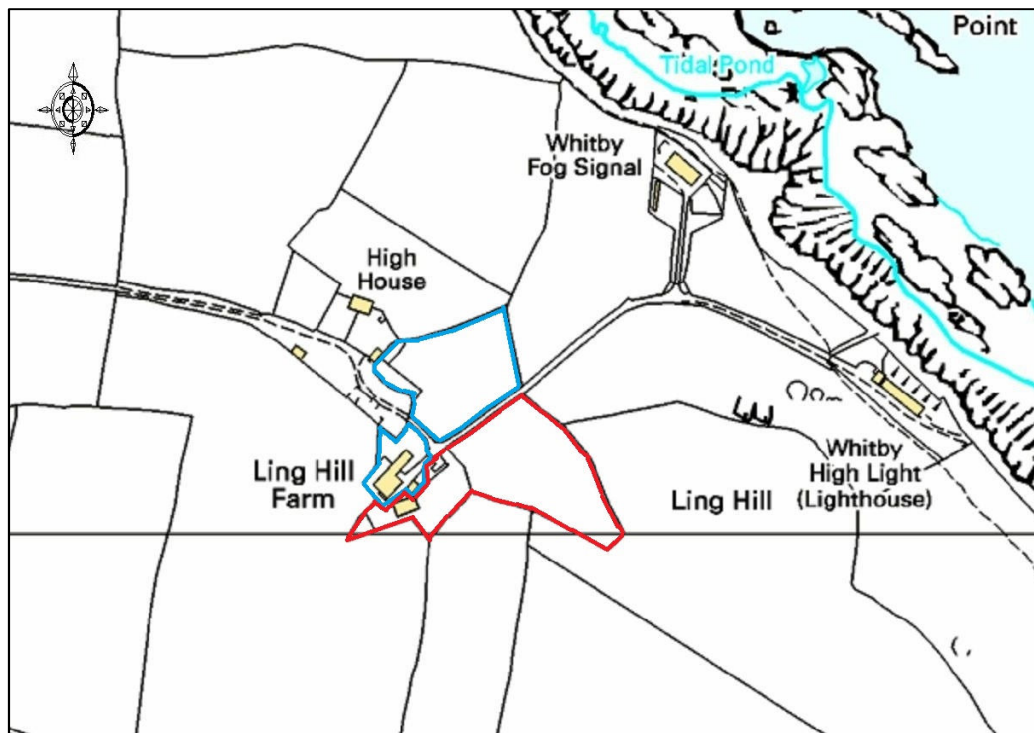 Point
Tidal Pond
Whitby
Fog Signal
High
House
Ling Hill
Farm
Ling Hill
Whitby
High Light
(Lighthouse)